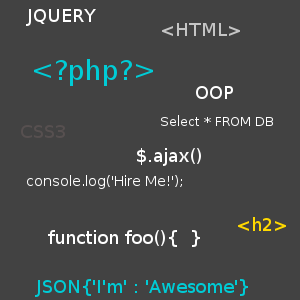 JQUERY
<HTML>
<?php?>
OOP
Select * FROM DB
CSS3
$.ajax()
console.log('Hire Me!');
<h2>
function foo(){ }
JSON{'I'm' : 'Awesome'}